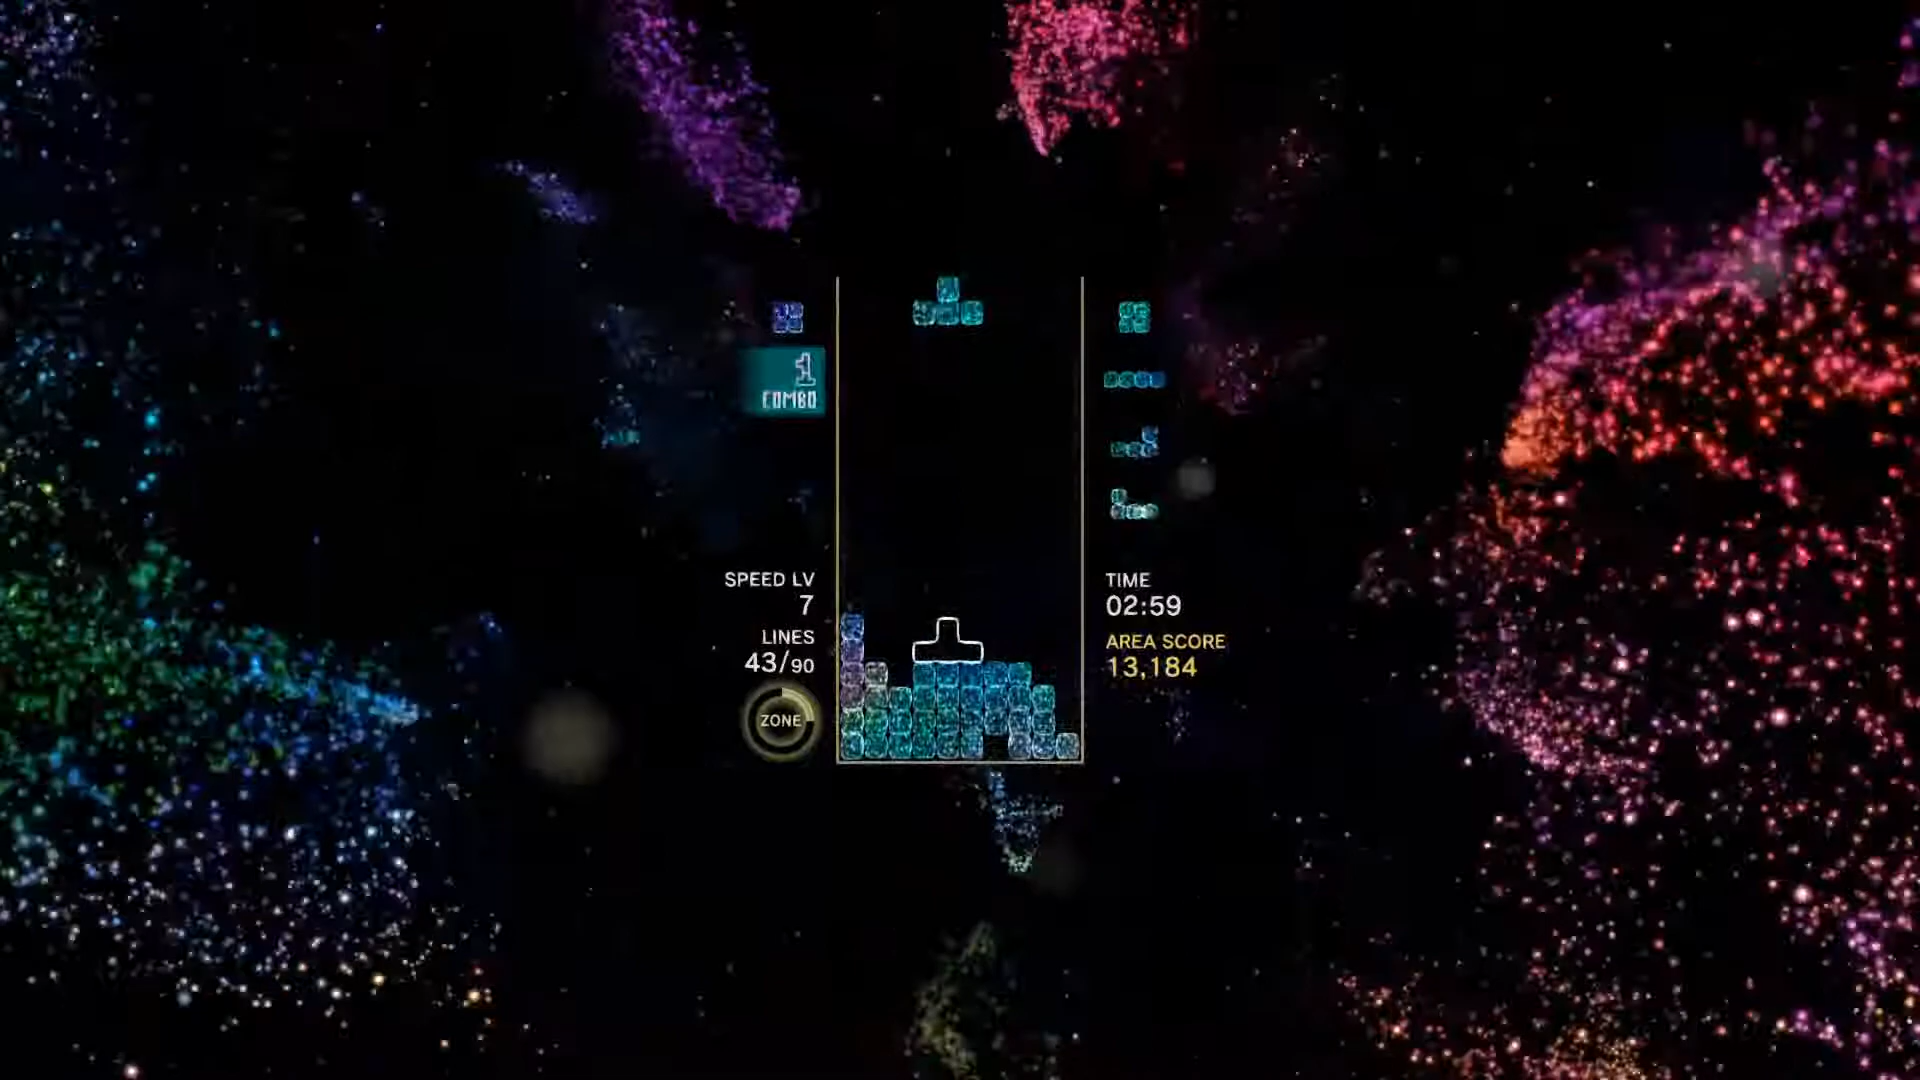 1
COMBO
SPEED LV
7
LINES
43/90
ZONE
TIME
02:59
AREA SCORE
13,184